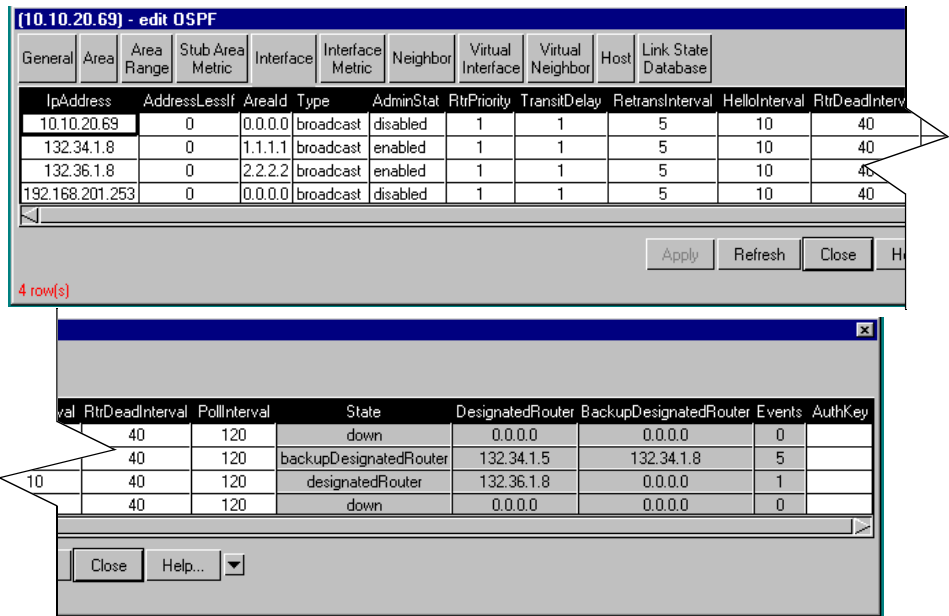 (10.10.20.69) - edit OSPF
General Area Area Range Stub Area Metric Interface Interface Metric Neighbor Virtual Interface Virtual Neighbor Host Link State Database
IpAddress AddressLessIf AreaId Type AdminStat RtrPriority TransitDelay RetransInterval HelloInterval RtrDeadInterv
10.10.20.69 0 0.0.0.0 broadcast disabled 1 1 5 10 40
132.34.1.8 0 1.1.1.1 broadcast enabled 1 1 5 10 40
132.36.1.8 0 2.2.2.2 broadcast enabled 1 1 5 10 40
192.168.201.253 0 0.0.0.0 broadcast disabled 1 1 5 10 40
Apply Refresh Close He
4 row(s)
val RtrDeadInterval PollInterval State DesignatedRouter BackupDesignatedRouter Events AuthKey
40 120 down 0.0.0.0 0.0.0.0 0
40 120 backupDesignatedRouter 132.34.1.5 132.34.1.8 5
10 40 120 designatedRouter 132.36.1.8 0.0.0.0 1
40 120 down 0.0.0.0 0.0.0.0 0
Close Help...